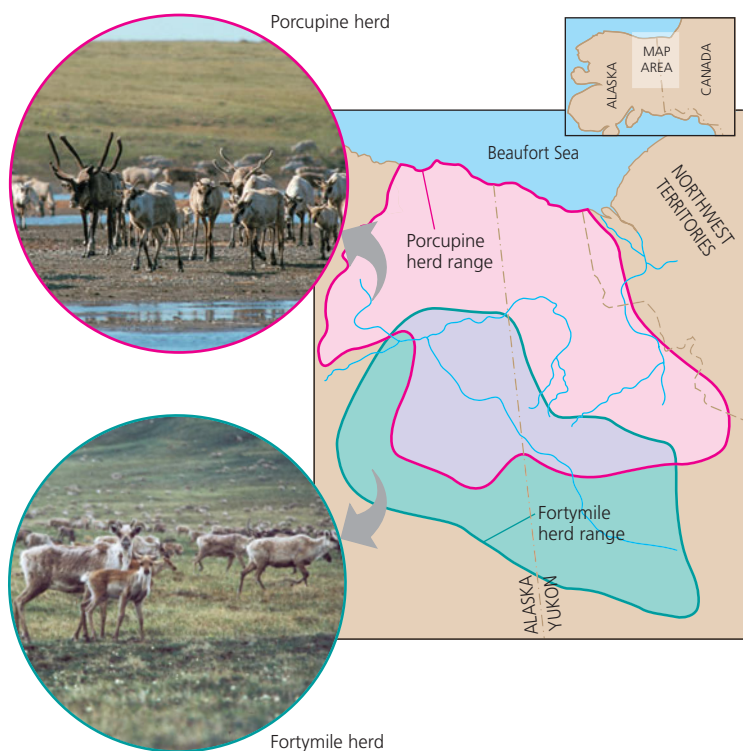 Porcupine herd
MAP
AREA
ALASKA
CANADA
Beaufort Sea
NORTHWEST
TERRITORIES
Porcupine
herd range
Fortymile
herd range
ALASKA
YUKON
Fortymile herd